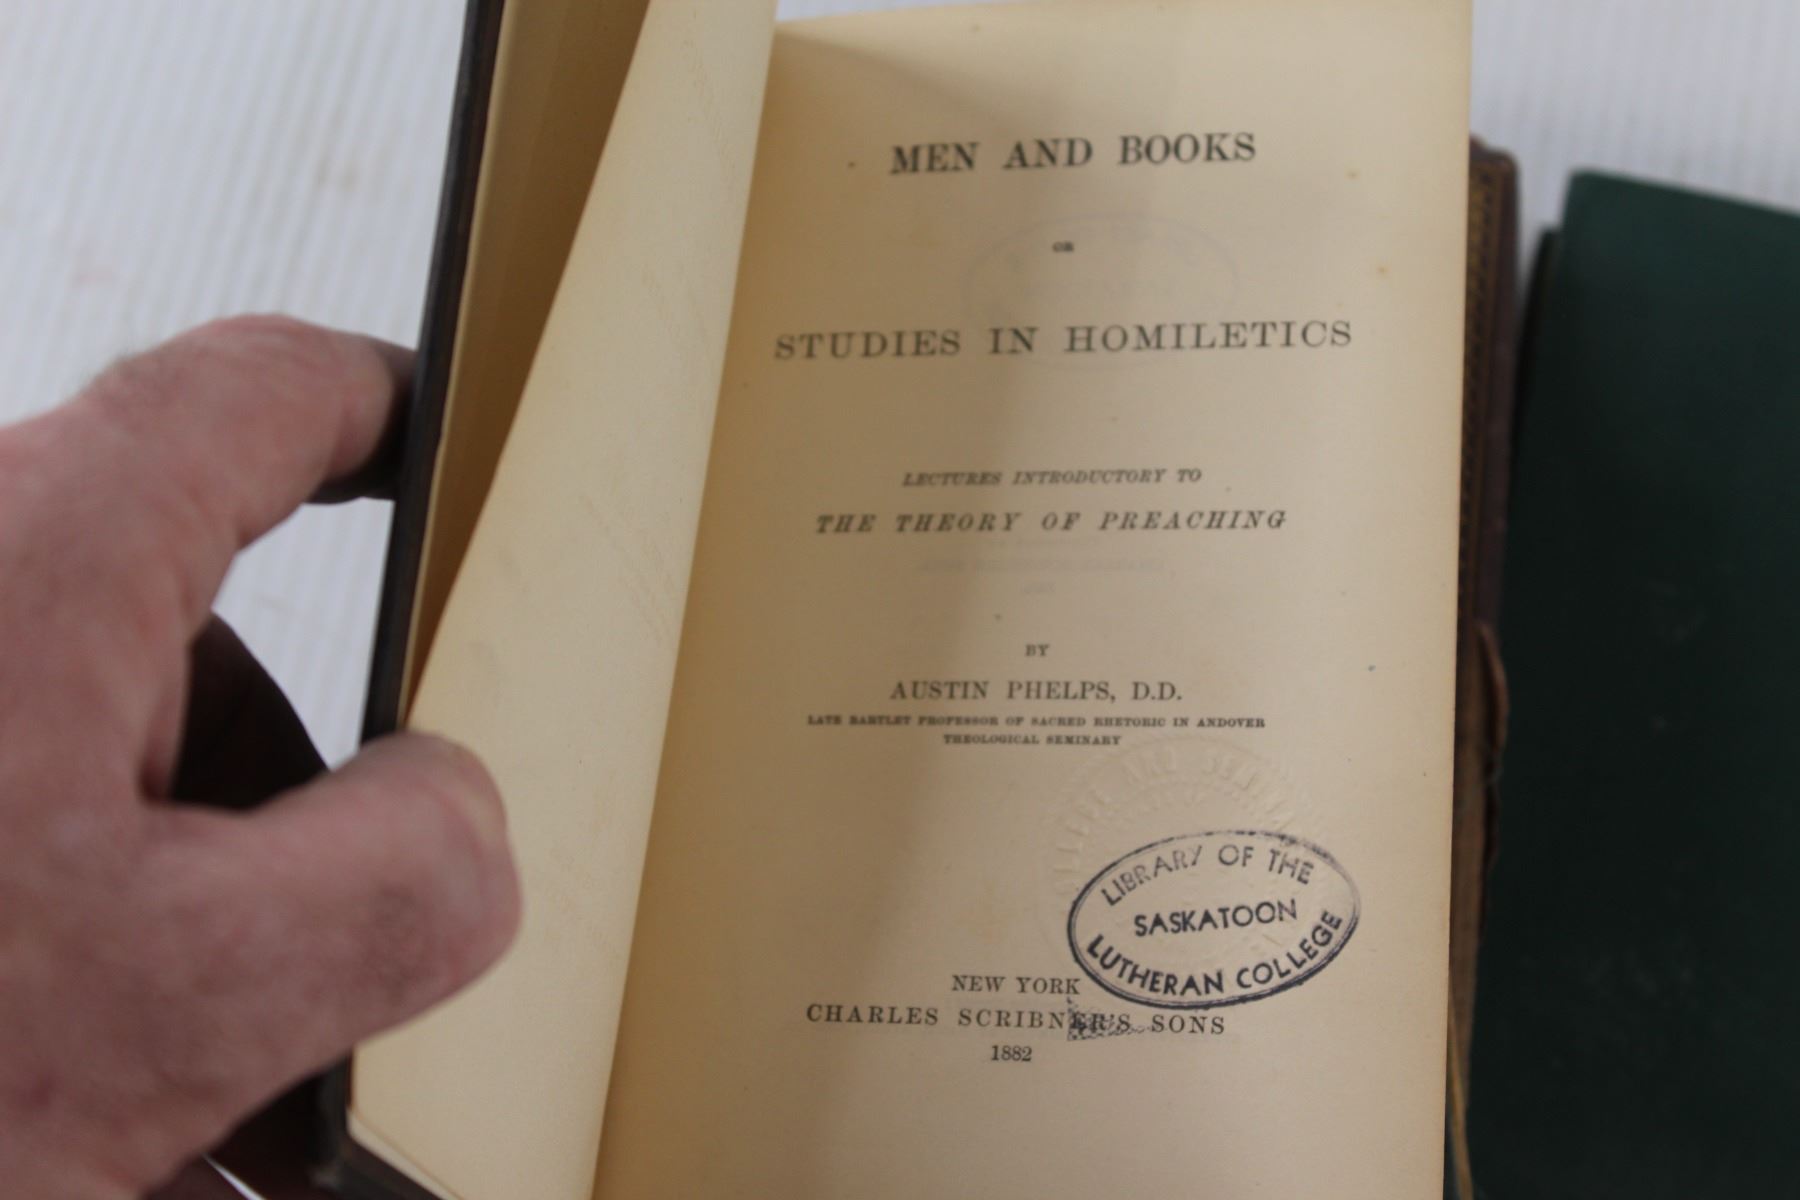 MEN AND BOOKS
OR
STUDIES IN HOMILETICS
LECTURES INTRODUCTORY TO
THE THEORY OF PREACHING
BY
AUSTIN PHELPS, D.D.
LATE BARTLET PROFESSOR OF SACRED RHETORIC IN ANDOVER
THEOLOGICAL SEMINARY
LIBRARY OF THE
SASKATOON
LUTHERAN COLLEGE
NEW YORK
CHARLES SCRIBNER'S SONS
1882